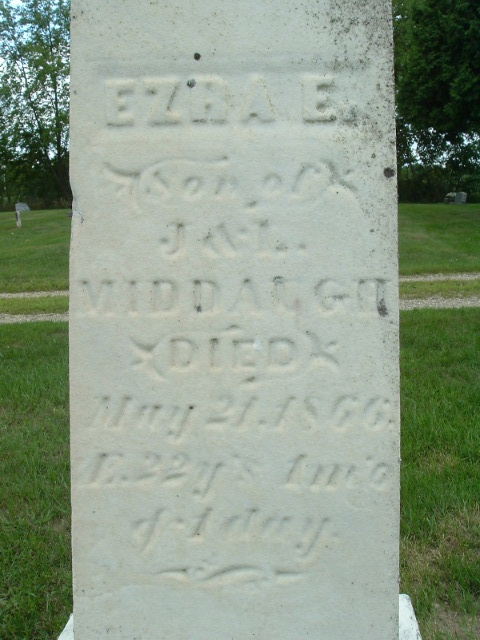 EZRA E.
Son of
J & L.
MIDDAUGH
DIED
May 21. 1866.
E. 22 y's 1 m'o
& 1 day.